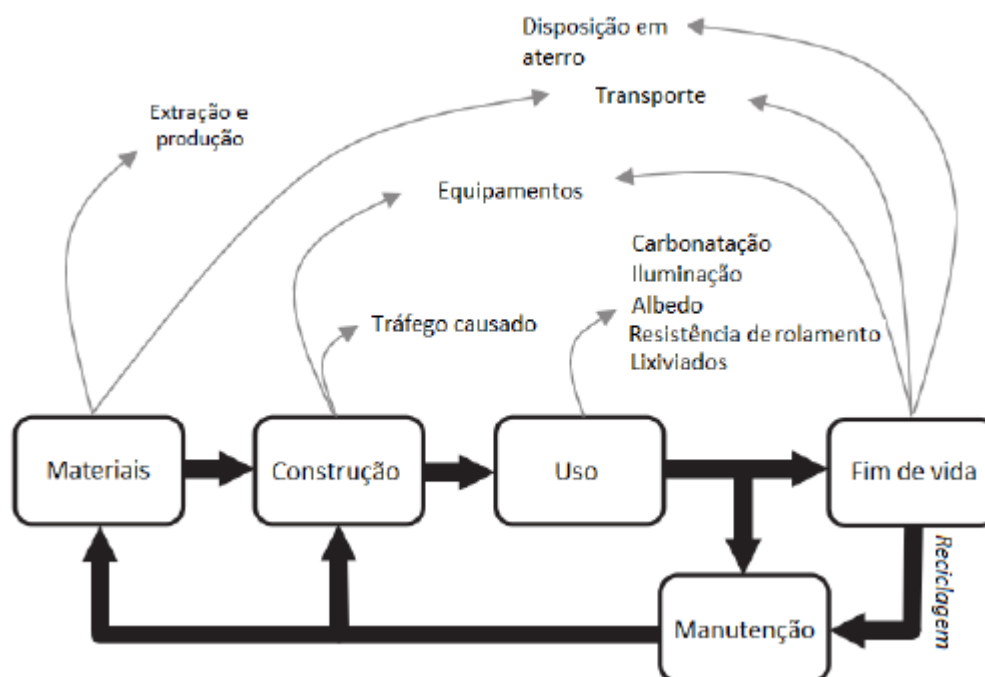 Disposição em
aterro
Transporte
Extração e
produção
Equipamentos
Carbonatação
Iluminação
Albedo
Resistência de rolamento
Lixiviados
Tráfego causado
Materiais
Construção
Uso
Fim de vida
Reciclagem
Manutenção